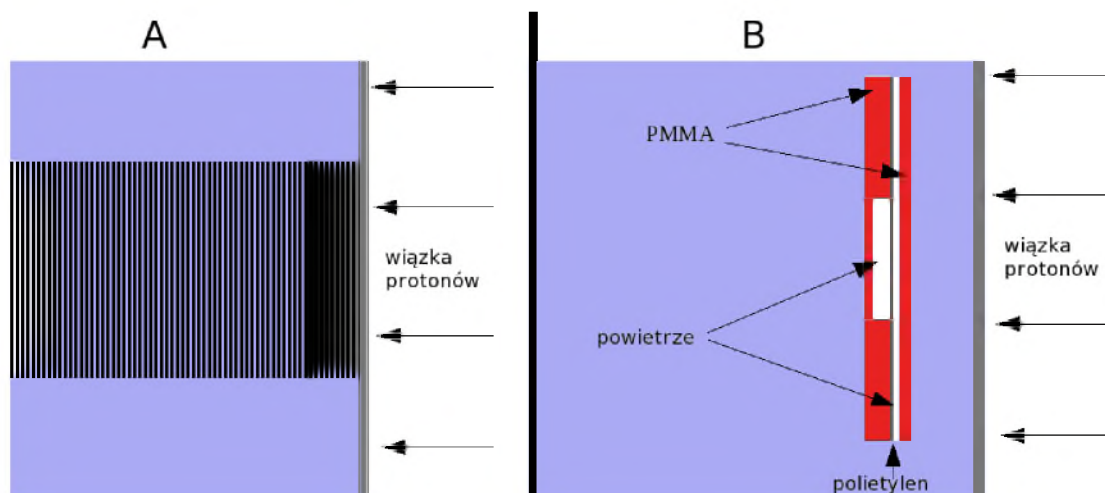 A
B
PMMA
wiązka
protonów
wiązka
protonów
powietrze
polietylen